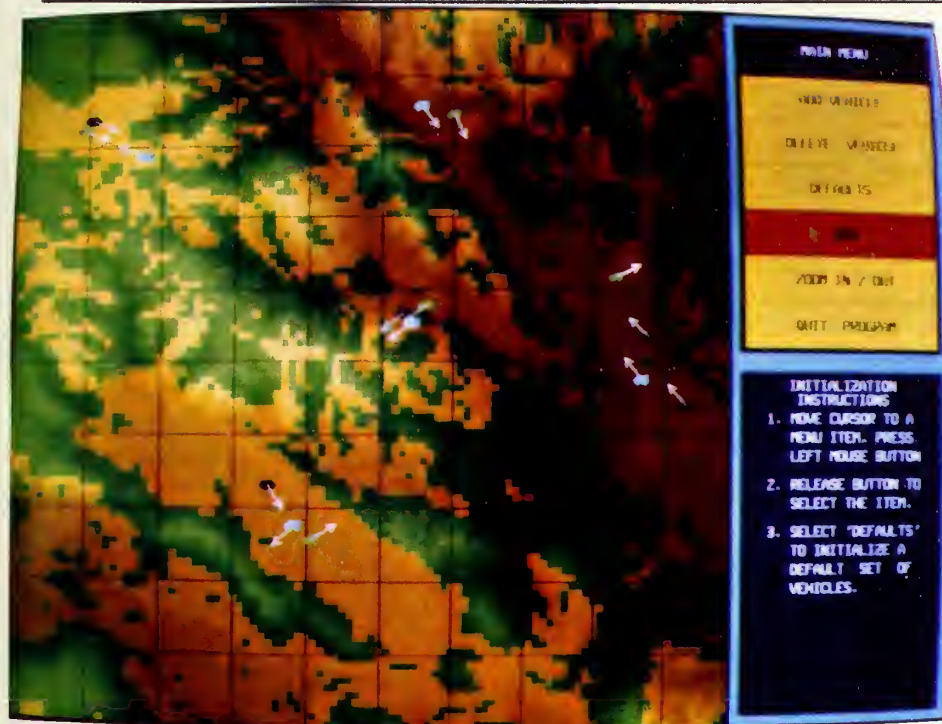 MAIN MENU
ADD VEHICLE
DELETE VEHICLE
DEFAULTS
ZOOM IN / OUT
QUIT PROGRAM
INITIALIZATION
INSTRUCTIONS
1. MOVE CURSOR TO A
MENU ITEM. PRESS
LEFT MOUSE BUTTON
2. RELEASE BUTTON TO
SELECT THE ITEM.
3. SELECT 'DEFAULTS'
TO INITIALIZE A
DEFAULT SET OF
VEHICLES.